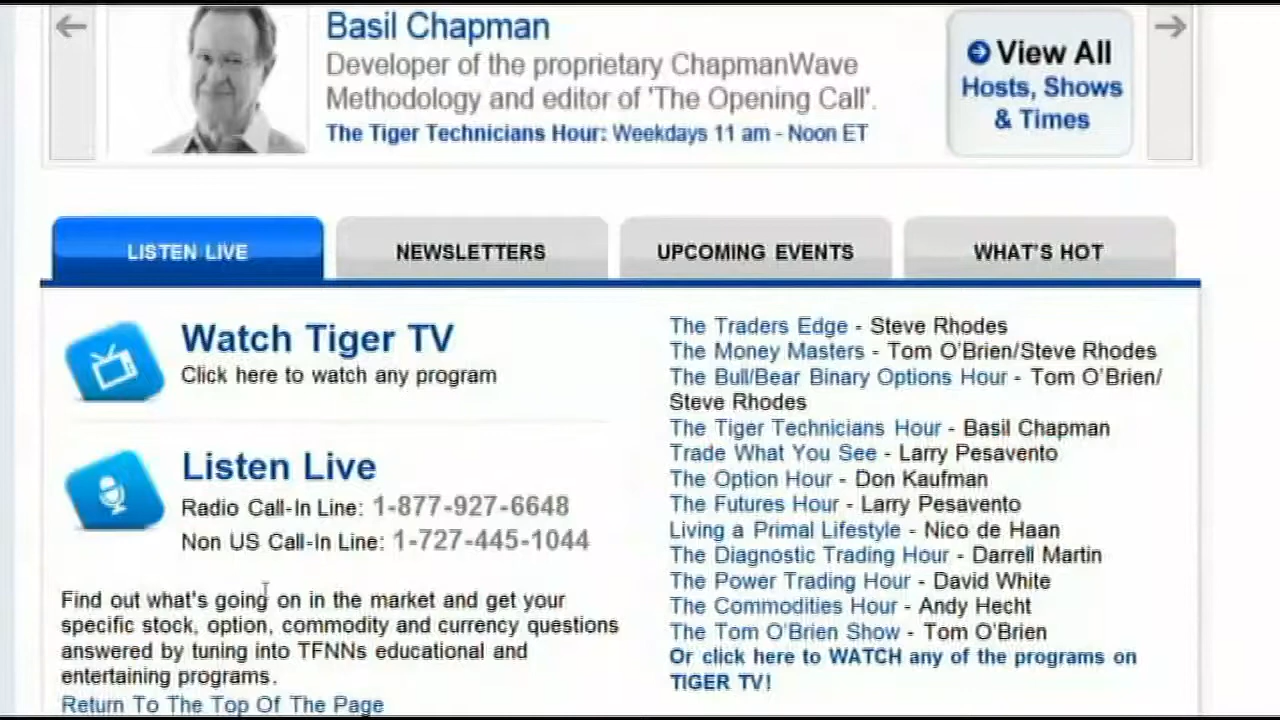 Basil Chapman
Developer of the proprietary ChapmanWave
Methodology and editor of 'The Opening Call'.
The Tiger Technicians Hour: Weekdays 11 am - Noon ET
View All
Hosts, Shows
& Times
LISTEN LIVE
NEWSLETTERS
UPCOMING EVENTS
WHAT'S HOT
Watch Tiger TV
Click here to watch any program
Listen Live
Radio Call-In Line: 1-877-927-6648
Non US Call-In Line: 1-727-445-1044
Find out what's going on in the market and get your
specific stock, option, commodity and currency questions
answered by tuning into TFNNs educational and
entertaining programs.
Return To The Top Of The Page
The Traders Edge - Steve Rhodes
The Money Masters - Tom O'Brien/Steve Rhodes
The Bull/Bear Binary Options Hour - Tom O'Brien/
Steve Rhodes
The Tiger Technicians Hour - Basil Chapman
Trade What You See - Larry Pesavento
The Option Hour - Don Kaufman
The Futures Hour - Larry Pesavento
Living a Primal Lifestyle - Nico de Haan
The Diagnostic Trading Hour - Darrell Martin
The Power Trading Hour - David White
The Commodities Hour - Andy Hecht
The Tom O'Brien Show - Tom O'Brien
Or click here to WATCH any of the programs on
TIGER TV!